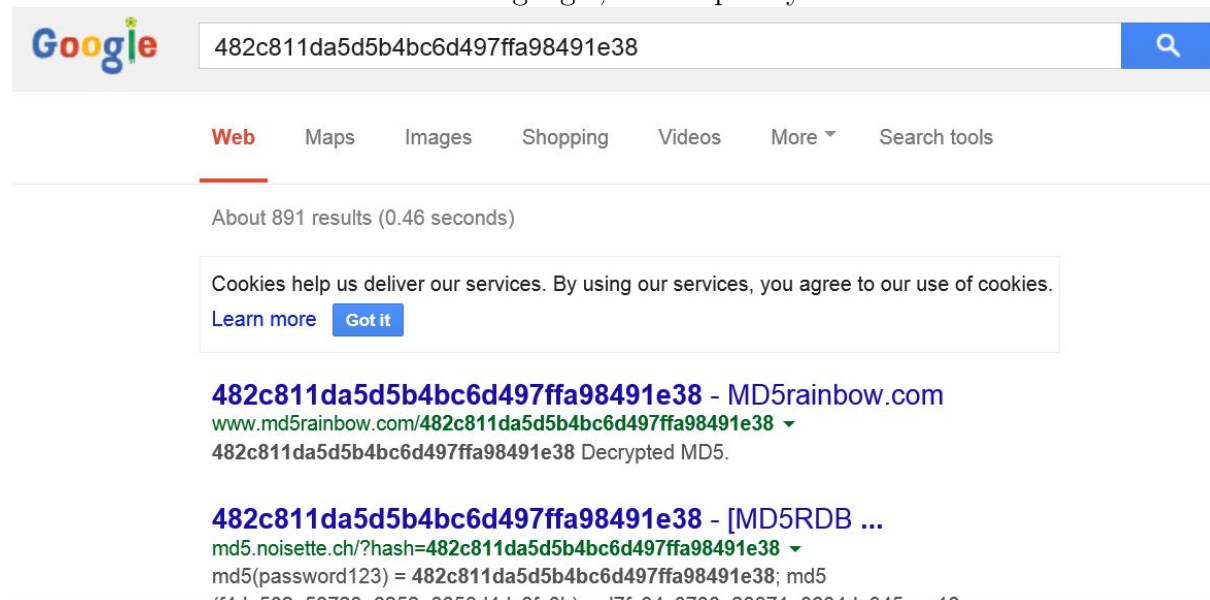 Google 482c811da5d5b4bc6d497ffa98491e38
Web Maps Images Shopping Videos More Search tools
About 891 results (0.46 seconds)
Cookies help us deliver our services. By using our services, you agree to our use of cookies.
Learn more Got it
482c811da5d5b4bc6d497ffa98491e38 - MD5rainbow.com
www.md5rainbow.com/482c811da5d5b4bc6d497ffa98491e38
482c811da5d5b4bc6d497ffa98491e38 Decrypted MD5.
482c811da5d5b4bc6d497ffa98491e38 - [MD5RDB ...
md5.noisette.ch/?hash=482c811da5d5b4bc6d497ffa98491e38
md5(password123) = 482c811da5d5b4bc6d497ffa98491e38; md5